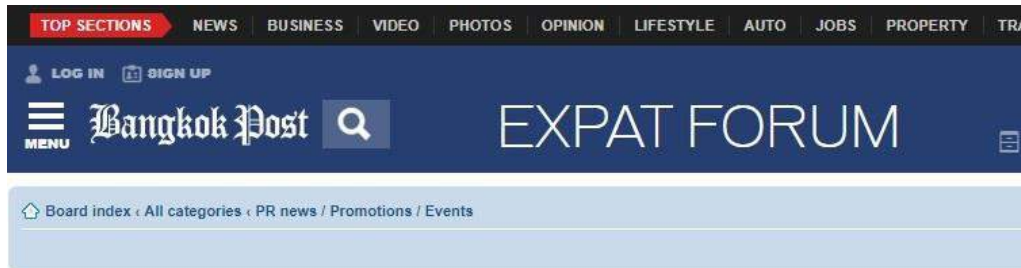 TOP SECTIONS NEWS BUSINESS VIDEO PHOTOS OPINION LIFESTYLE AUTO JOBS PROPERTY
LOG IN SIGN UP
MENU Bangkok Post EXPAT FORUM
Board index ‹ All categories ‹ PR news / Promotions / Events